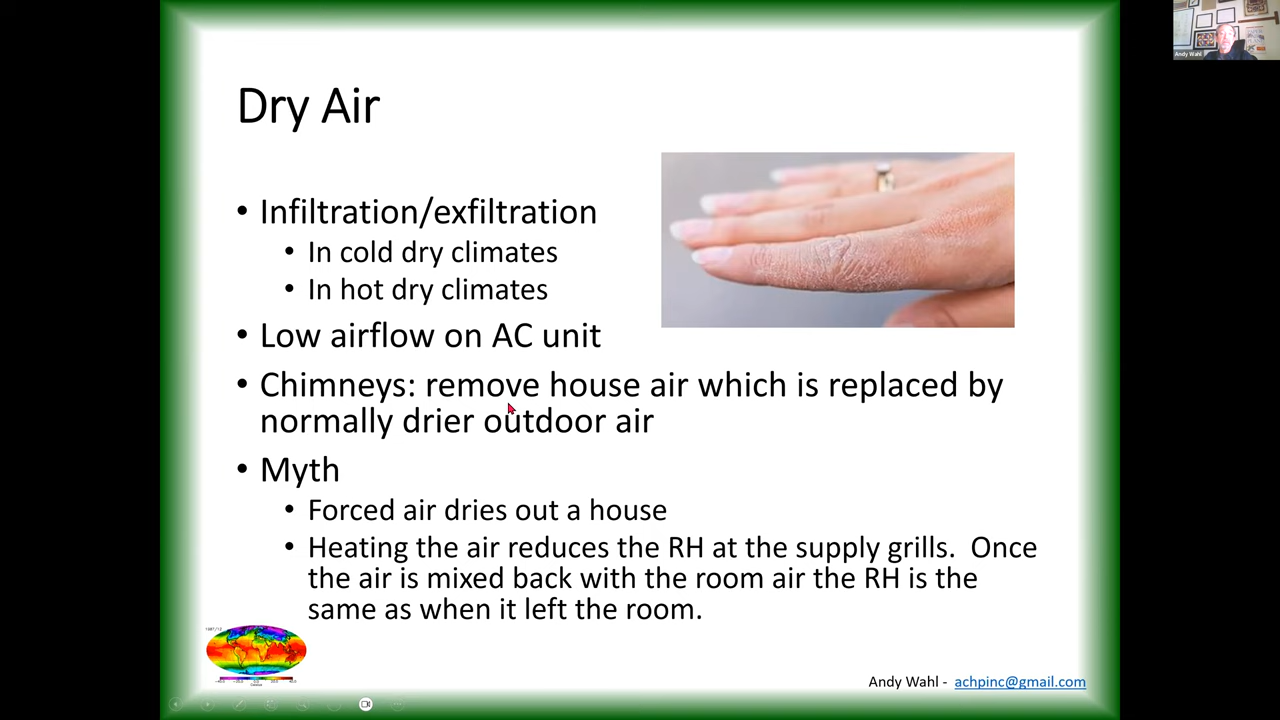 Andy Wahl
Dry Air
• Infiltration/exfiltration
• In cold dry climates
• In hot dry climates
• Low airflow on AC unit
• Chimneys: remove house air which is replaced by
normally drier outdoor air
• Myth
• Forced air dries out a house
• Heating the air reduces the RH at the supply grills.  Once
the air is mixed back with the room air the RH is the
same as when it left the room.
Andy Wahl - achpinc@gmail.com